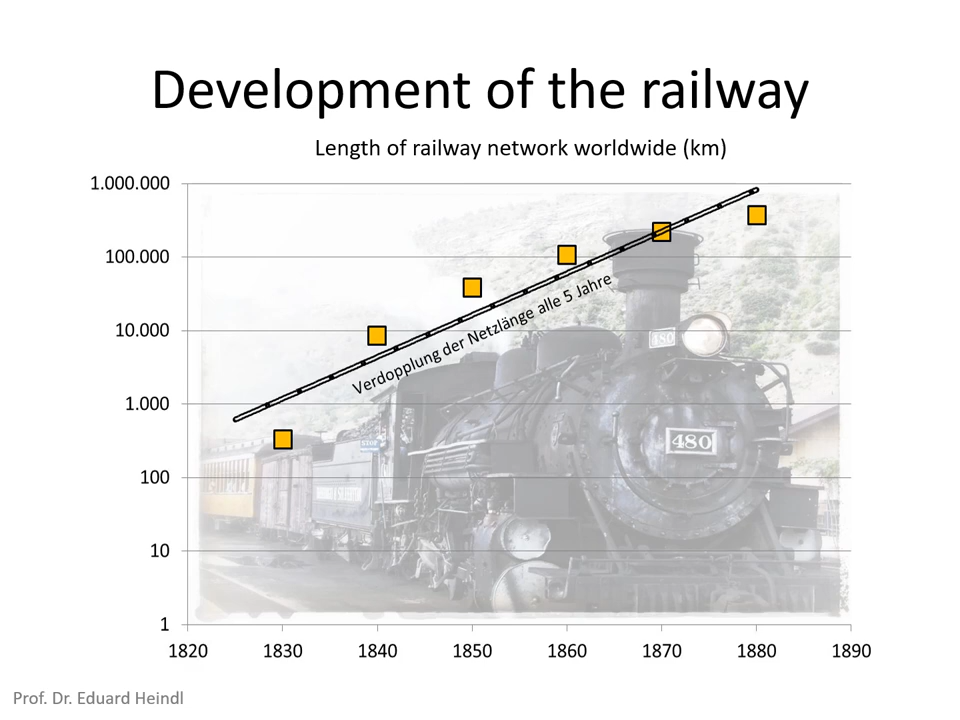 Development of the railway
Length of railway network worldwide (km)
1.000.000
100.000
10.000
1.000
100
10
1
Verdopplung der Netzlänge alle 5 Jahre
480
480
STOP
1820 1830 1840 1850 1860 1870 1880 1890
Prof. Dr. Eduard Heindl